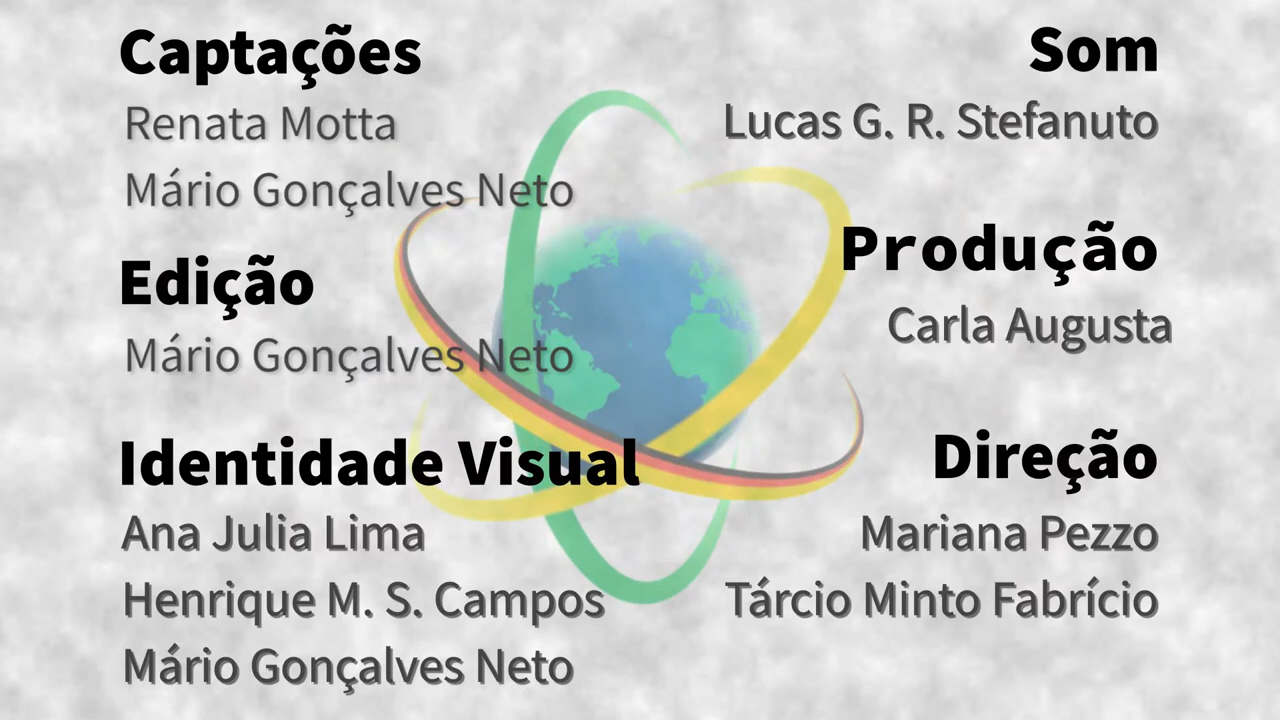 Captações
Renata Motta
Mário Gonçalves Neto
Edição
Mário Gonçalves Neto
Identidade Visual
Ana Julia Lima
Henrique M. S. Campos
Mário Gonçalves Neto
Som
Lucas G. R. Stefanuto
Produção
Carla Augusta
Direção
Mariana Pezzo
Tárcio Minto Fabrício